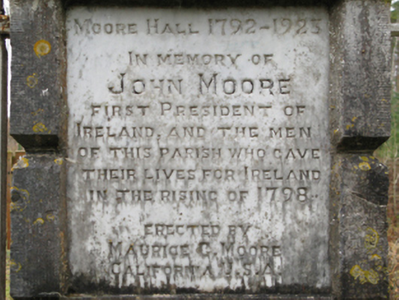 MOORE HALL 1792-1923
IN MEMORY OF
JOHN MOORE
FIRST PRESIDENT OF
IRELAND, AND THE MEN
OF THIS PARISH WHO GAVE
THEIR LIVES FOR IRELAND
IN THE RISING OF 1798.
ERECTED BY
MAURICE G. MOORE
CALIFORNIA U.S.A.